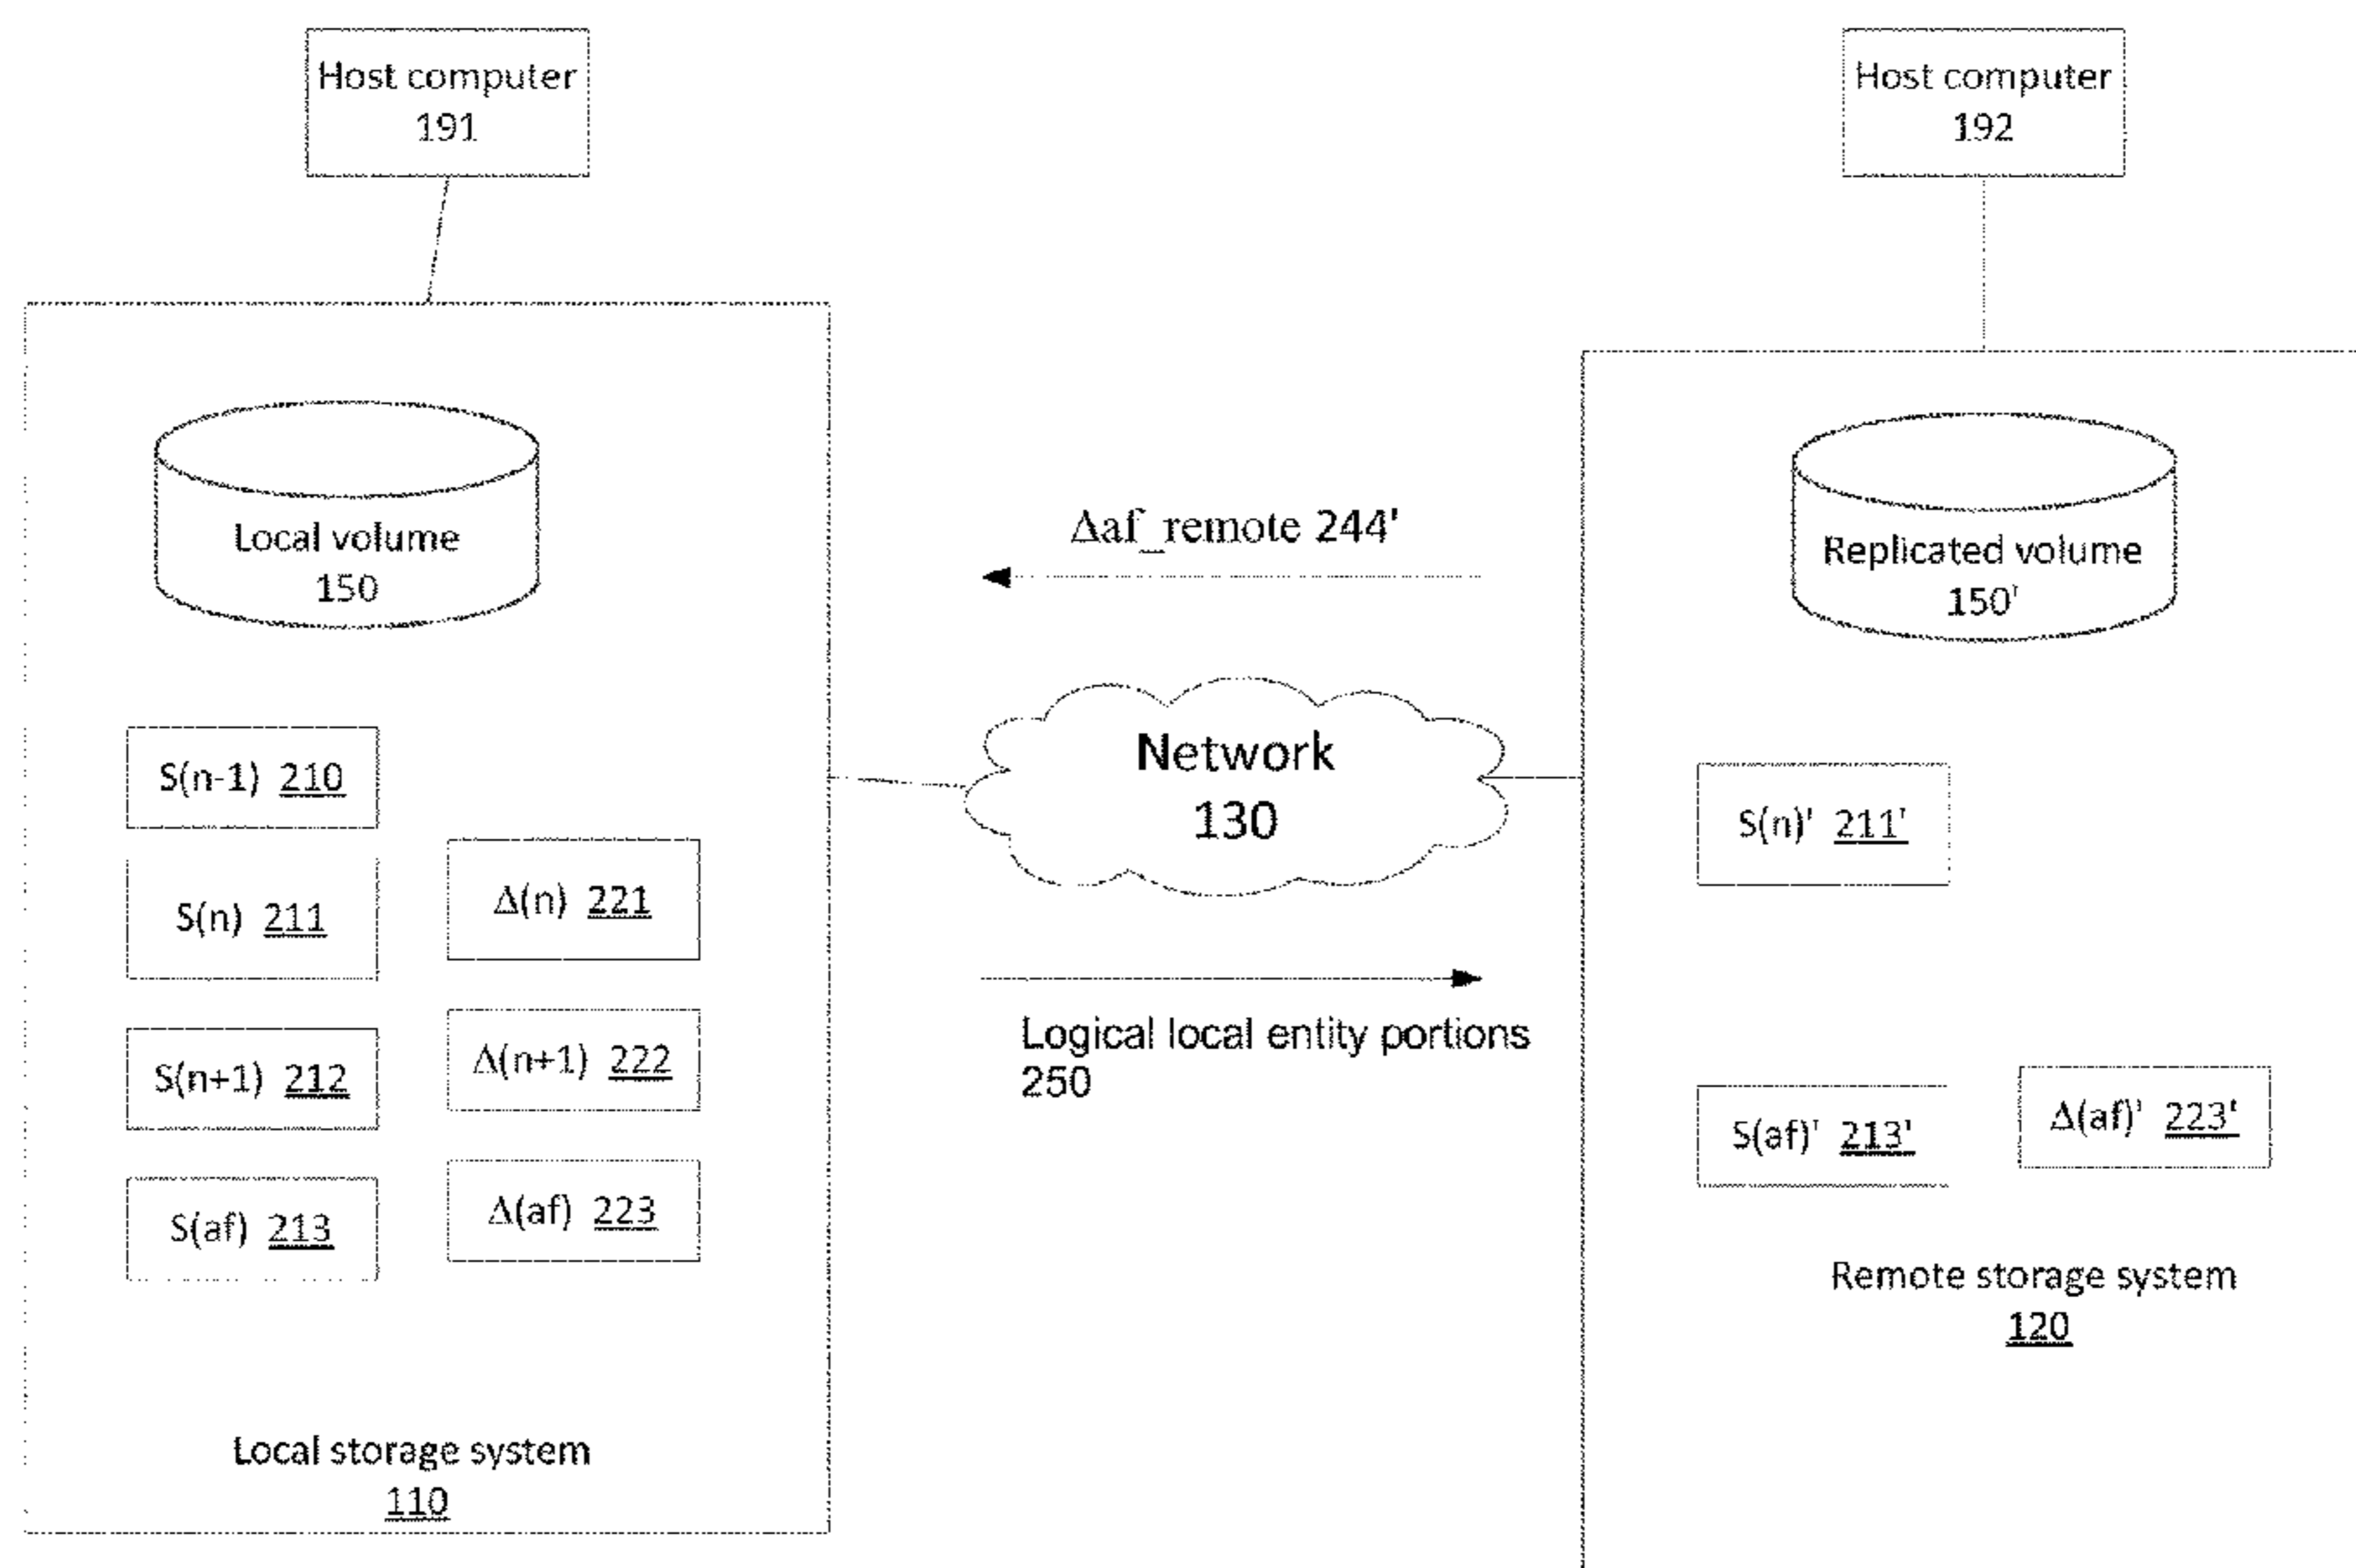 Host computer
191
Host computer
192
Local volume
150
Δaf_remote 244'
Replicated volume
150'
Network
130
S(n-1) 210
S(n) 211
Δ(n) 221
S(n+1) 212
Δ(n+1) 222
S(af) 213
Δ(af) 223
Logical local entity portions
250
S(n)' 211'
S(af)' 213'
Δ(af)' 223'
Local storage system
110
Remote storage system
120